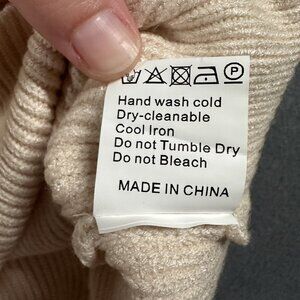 P
Hand wash cold
Dry-cleanable
Cool Iron
Do not Tumble Dry
Do not Bleach
MADE IN CHINA